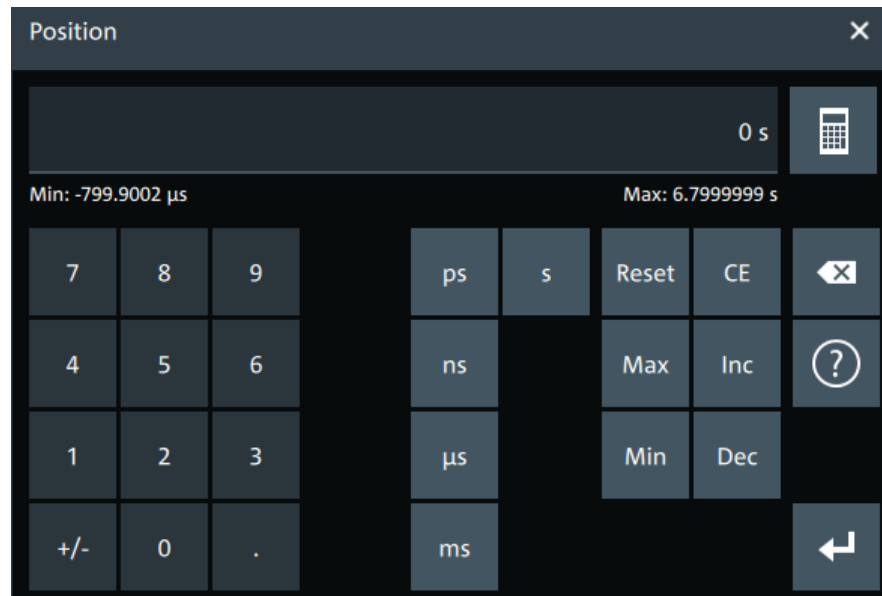 Position
0 s
Min: -799.9002 µs Max: 6.7999999 s
7 8 9 ps s Reset CE
4 5 6 ns Max Inc ?
1 2 3 µs Min Dec
+/- 0 . ms